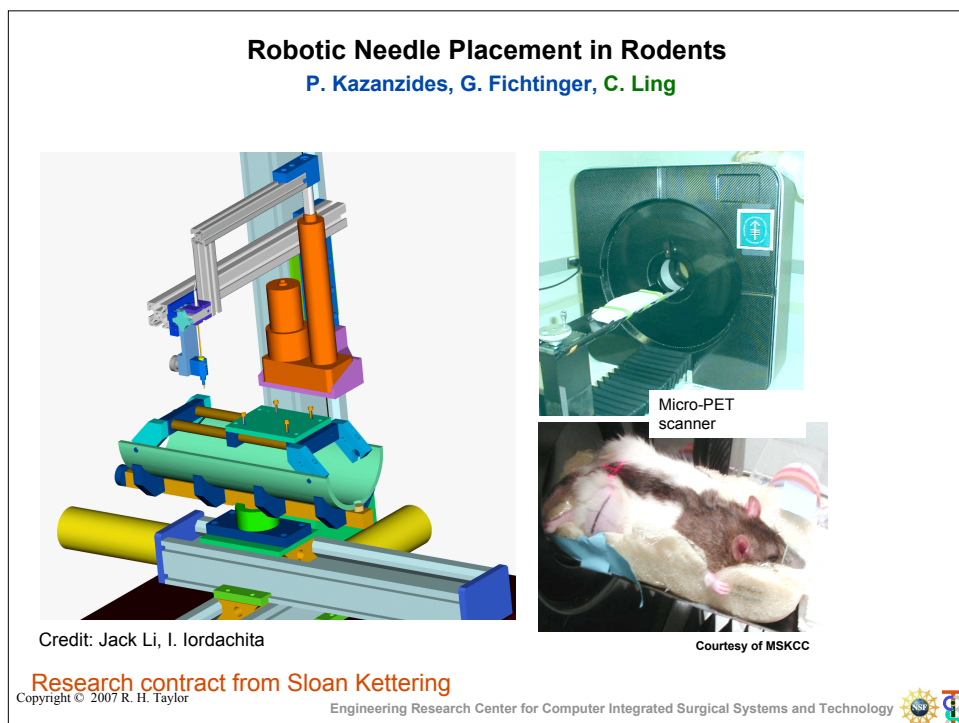 Robotic Needle Placement in Rodents
P. Kazanzides, G. Fichtinger, C. Ling
Micro-PET
scanner
Credit: Jack Li, I. Iordachita
Courtesy of MSKCC
Research contract from Sloan Kettering
Copyright © 2007 R. H. Taylor
Engineering Research Center for Computer Integrated Surgical Systems and Technology
NSF